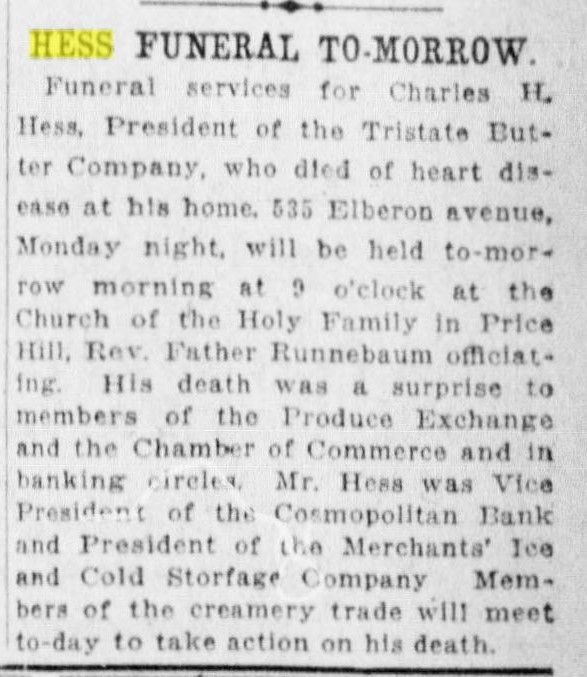 HESS FUNERAL TO-MORROW.
Funeral services for Charles H.
Hess, President of the Tristate But-
ter Company, who died of heart dis-
ease at his home, 535 Elberon avenue,
Monday night, will be held to-mor-
row morning at 9 o'clock at the
Church of the Holy Family in Price
Hill, Rev. Father Runnebaum officiat-
ing. His death was a surprise to
members of the Produce Exchange
and the Chamber of Commerce and in
banking circles. Mr. Hess was Vice
President of the Cosmopolitan Bank
and President of the Merchants' Ice
and Cold Storfage Company Mem-
bers of the creamery trade will meet
to-day to take action on his death.